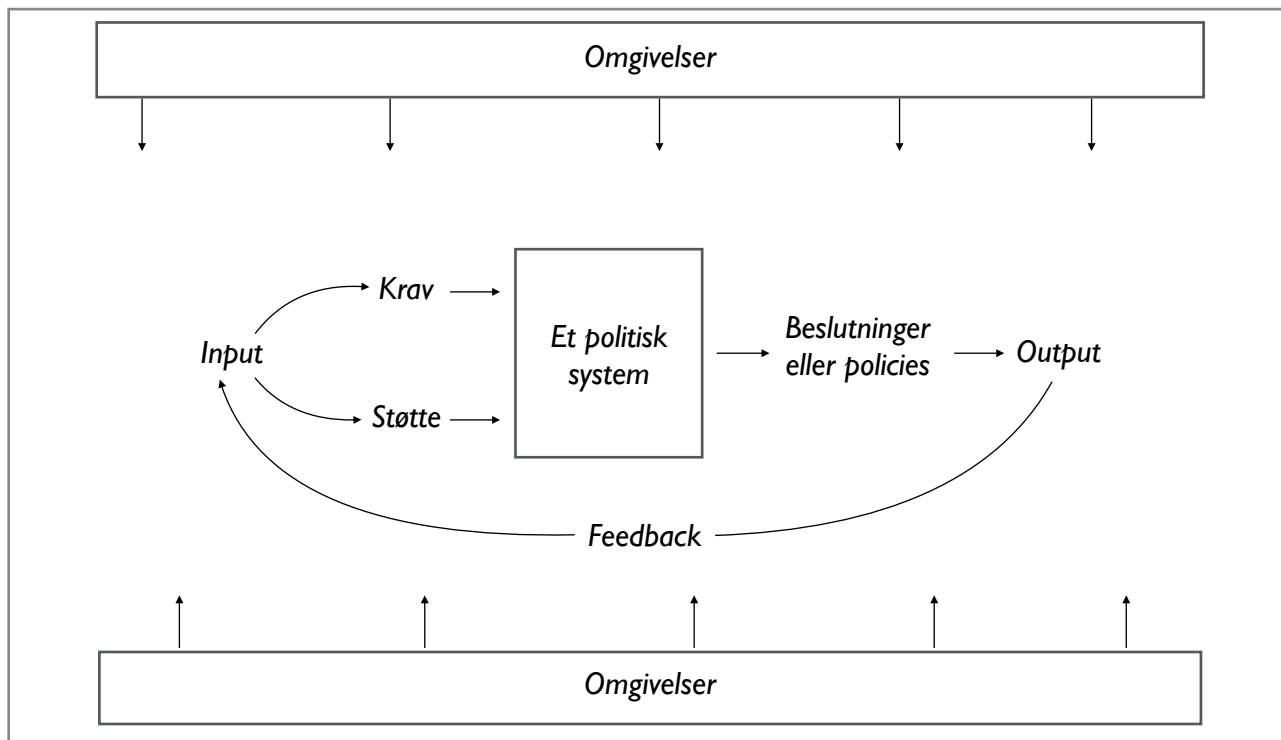 Omgivelser
Krav
Input
Støtte
Et politisk
system
Beslutninger
eller policies
Output
Feedback
Omgivelser